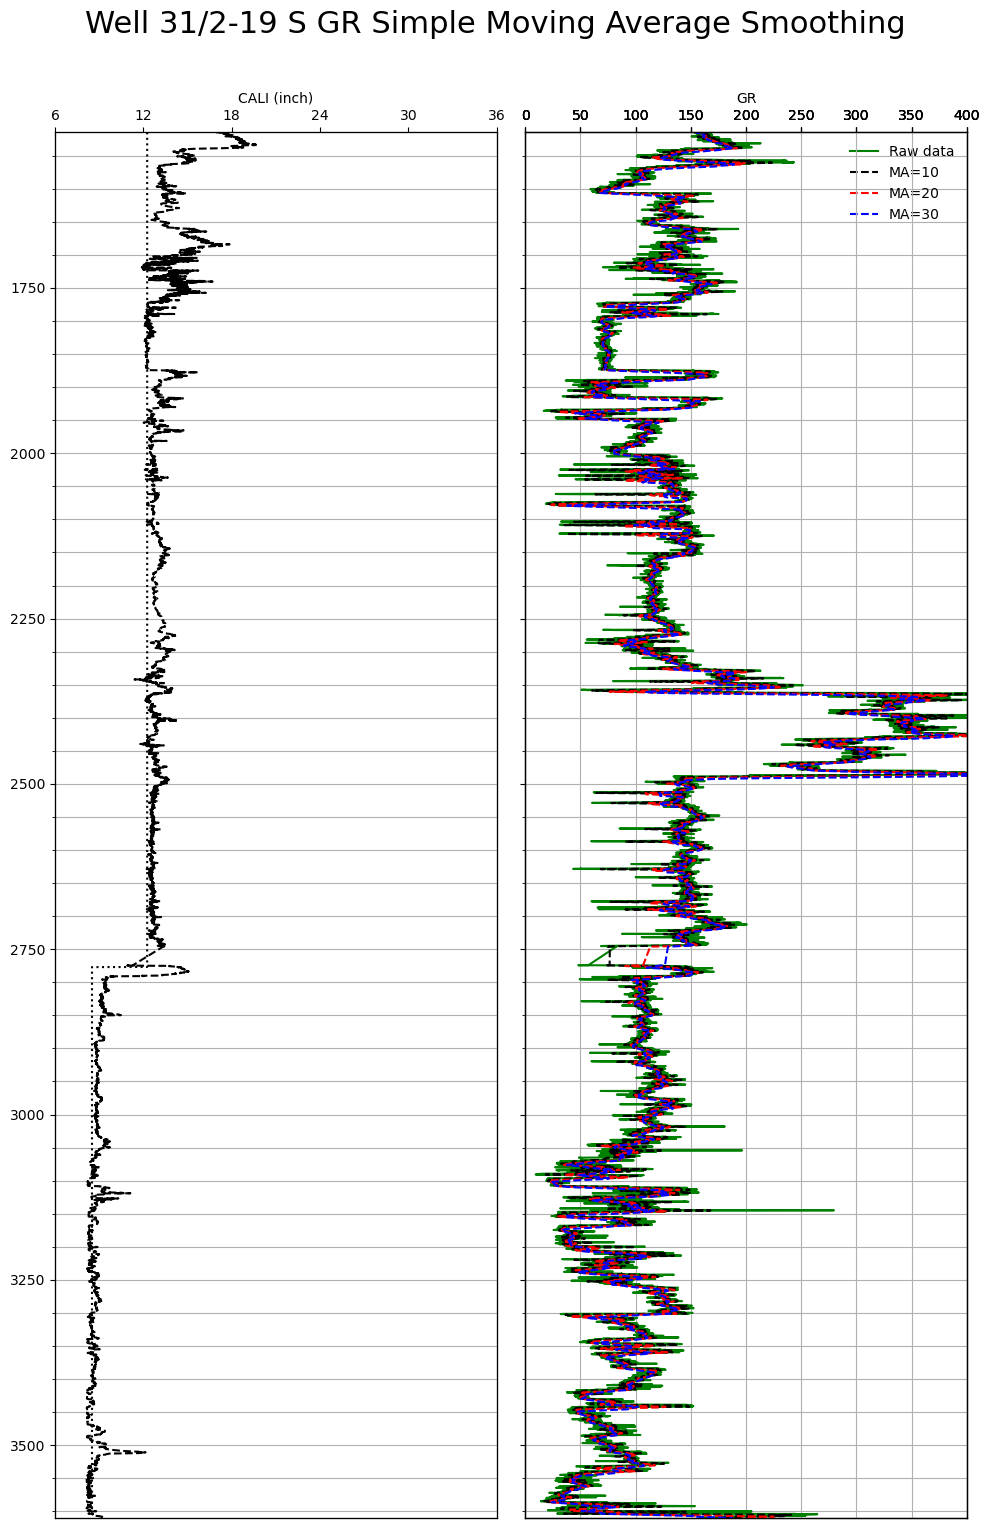 Well 31/2-19 S GR Simple Moving Average Smoothing
CALI (inch)
6 12 18 24 30 36
GR
0 50 100 150 200 250 300 350 400
Raw data
MA=10
MA=20
MA=30
1750
2000
2250
2500
2750
3000
3250
3500